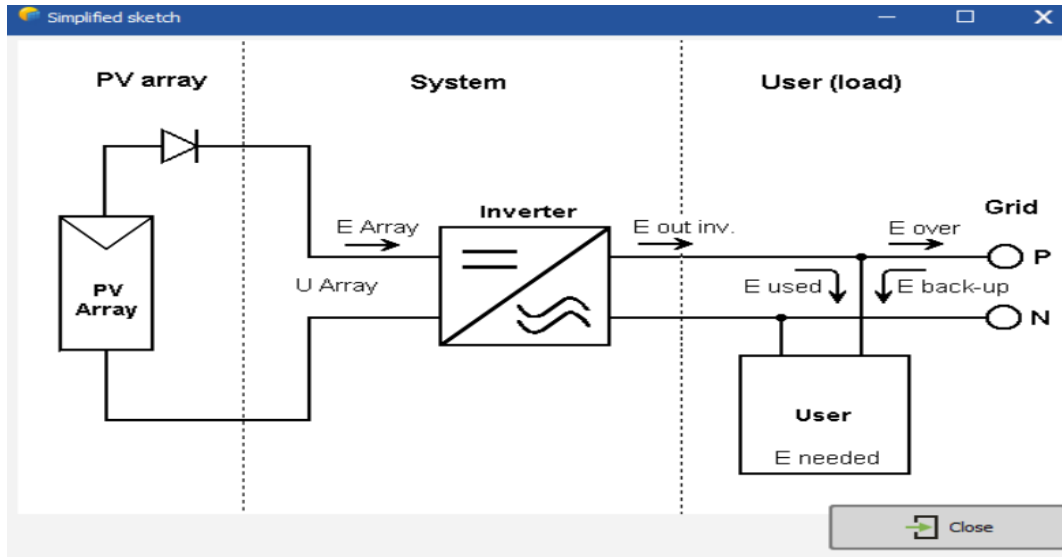 Simplified sketch
PV array
System
User (load)
Inverter
Grid
E Array
E out inv.
E over
P
U Array
E used
E back-up
PV
Array
N
User
E needed
Close